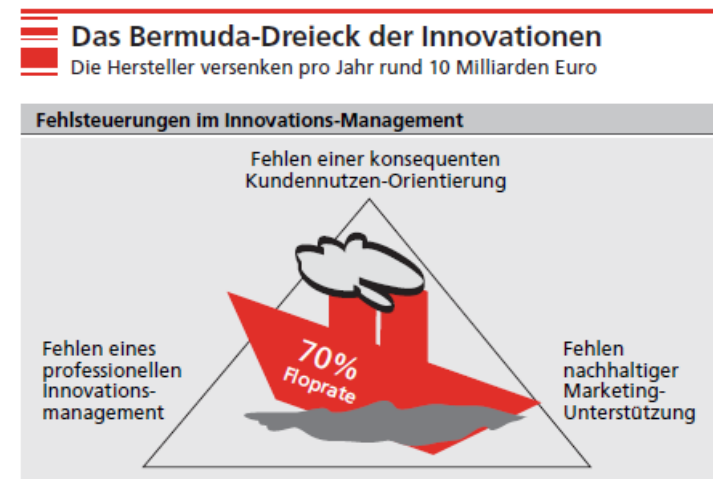 Das Bermuda-Dreieck der Innovationen
Die Hersteller versenken pro Jahr rund 10 Milliarden Euro
Fehlsteuerungen im Innovations-Management
Fehlen einer konsequenten
Kundennutzen-Orientierung
70%
Floprate
Fehlen eines
professionellen
Innovations-
management
Fehlen
nachhaltiger
Marketing-
Unterstützung